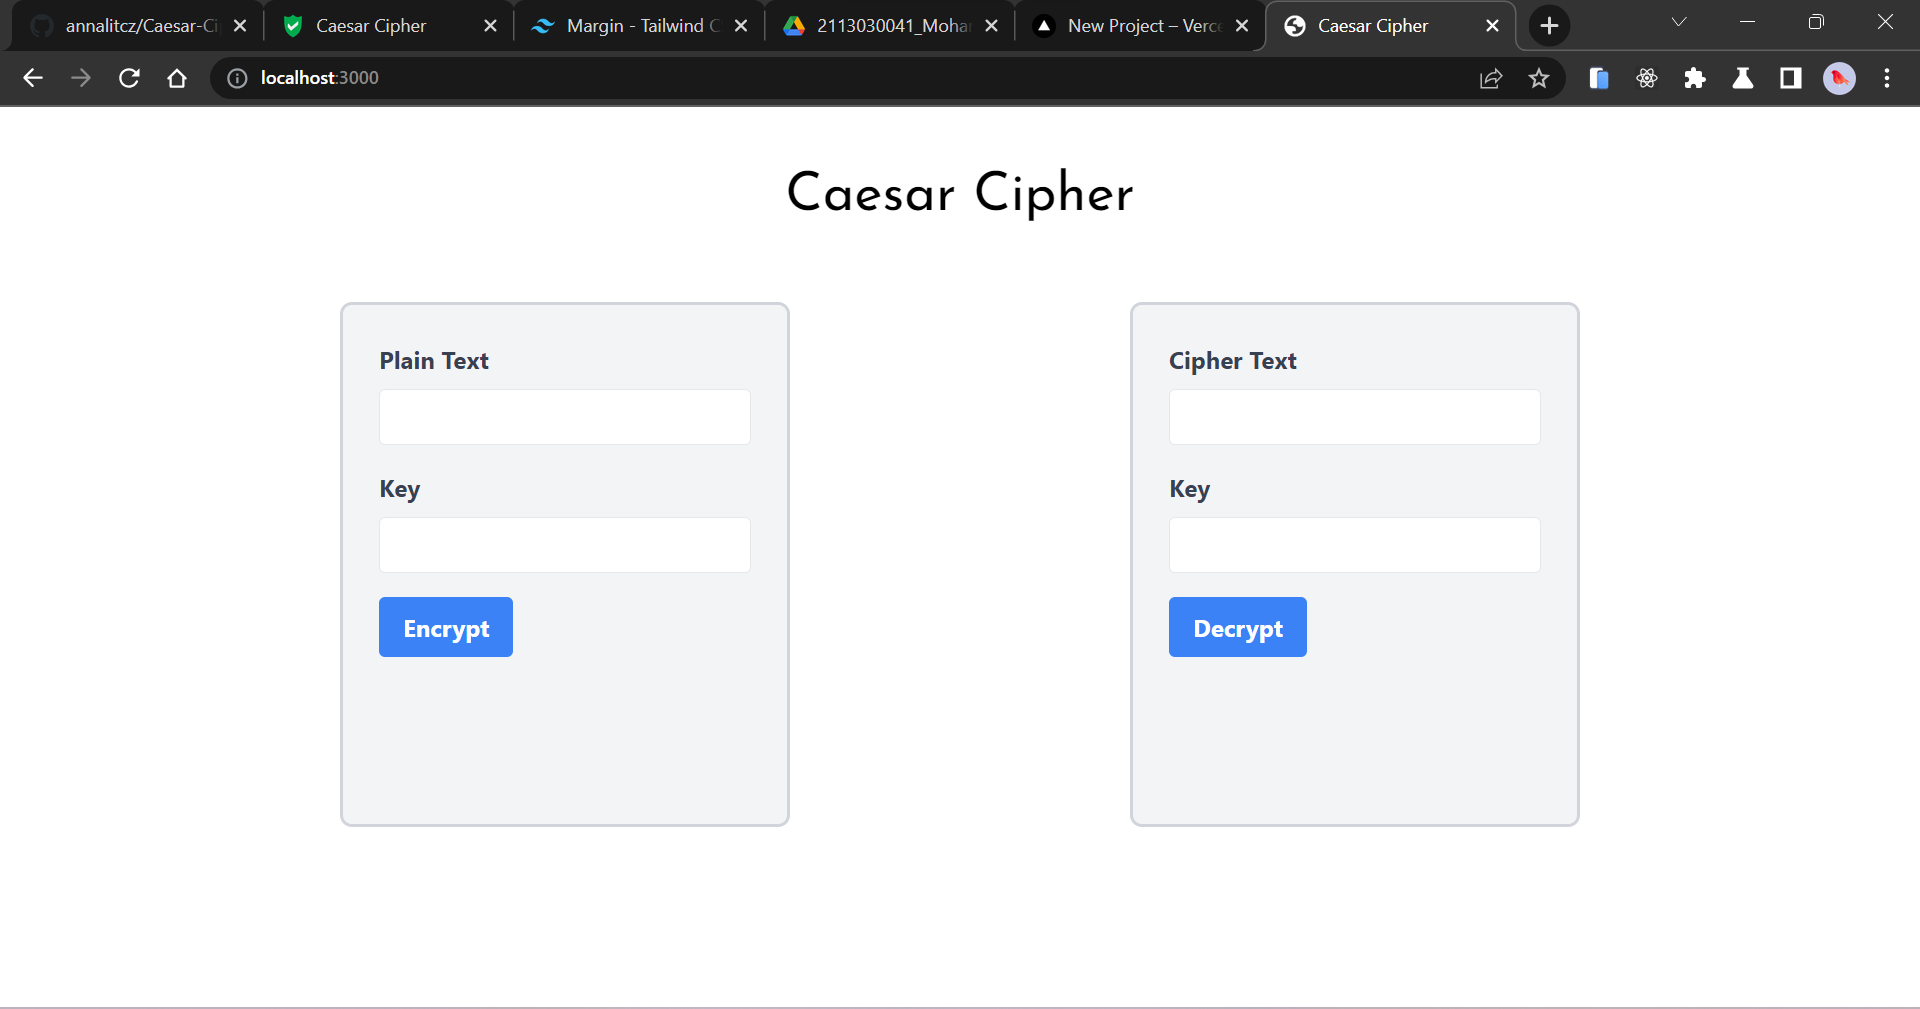 annalitcz/Caesar-Ci
Caesar Cipher
Margin - Tailwind C
2113030041_Moha
New Project – Verce
Caesar Cipher
localhost:3000
Caesar Cipher
Plain Text
Key
Encrypt
Cipher Text
Key
Decrypt